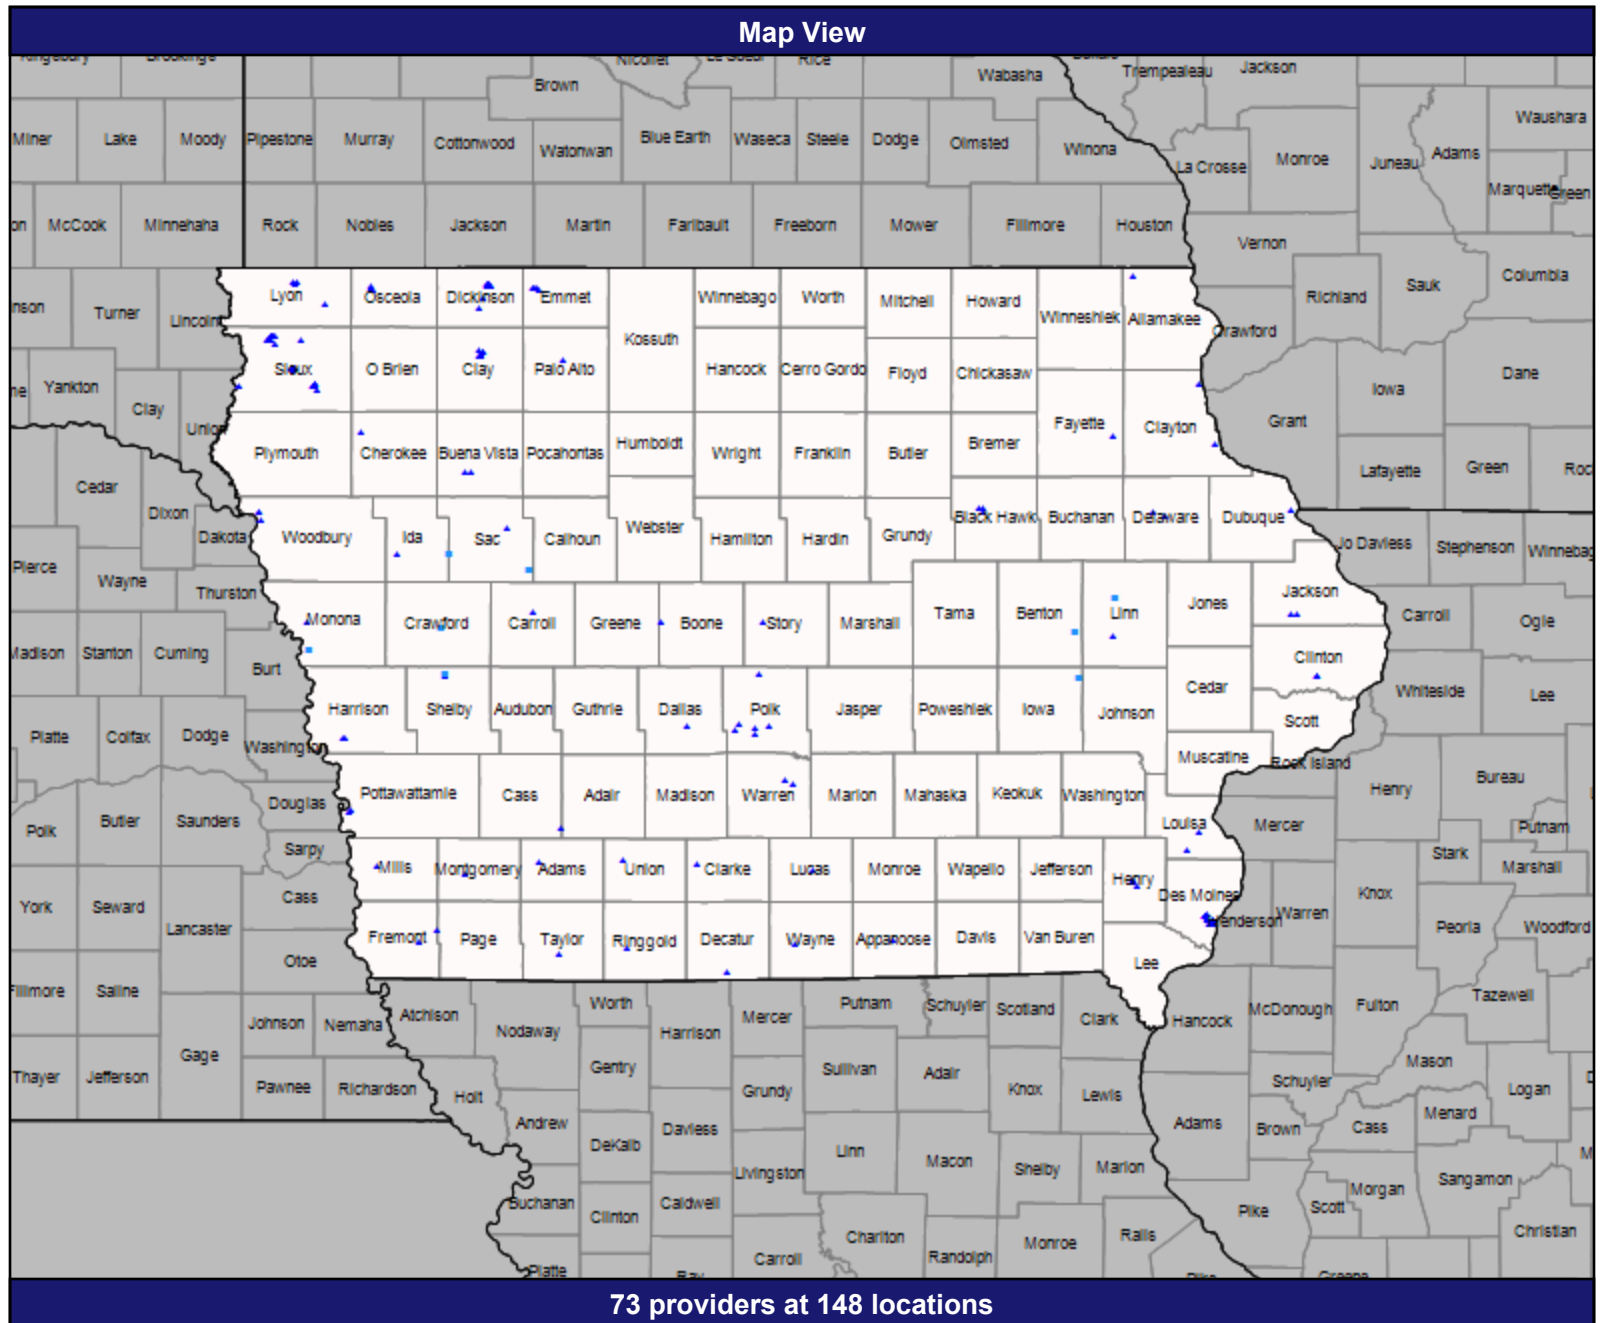 Map View
Kingsbury Brookings Nicollet Le Sueur Rice Wabasha Trempealeau Jackson
Brown
Miner Lake Moody Pipestone Murray Cottonwood Watonwan Blue Earth Waseca Steele Dodge Olmsted Winona La Crosse Monroe Juneau Adams Waushara
Marquette Green
McCook Minnehaha Rock Nobles Jackson Martin Faribault Freeborn Mower Fillmore Houston Vernon
Columbia
Turner Lincoln Lyon Osceola Dickinson Emmet Winnebago Worth Mitchell Howard Winneshiek Allamakee Crawford Richland Sauk
Kossuth
Yankton Clay Union Sioux O Brien Clay Palo Alto Hancock Cerro Gordo Floyd Chickasaw Iowa Dane
Grant
Plymouth Cherokee Buena Vista Pocahontas Humboldt Wright Franklin Butler Bremer Fayette Clayton
Lafayette Green
Cedar Dixon Dakota Woodbury Ida Sac Calhoun Webster Hamilton Hardin Grundy Black Hawk Buchanan Delaware Dubuque
Jo Daviess Stephenson
Pierce Wayne Thurston
Monona Crawford Carroll Greene Boone Story Marshall Tama Benton Linn Jones Jackson Carroll Ogle
Madison Stanton Cuming Burt
Clinton
Whiteside Lee
Harrison Shelby Audubon Guthrie Dallas Polk Jasper Poweshiek Iowa Johnson Cedar Scott
Platte Colfax Dodge Washington
Muscatine Rock Island
Pottawattamie Cass Adair Madison Warren Marion Mahaska Keokuk Washington Henry Bureau
Douglas
Polk Butler Saunders Sarpy
Louisa Mercer Putnam
Stark Marshall
Mills Montgomery Adams Union Clarke Lucas Monroe Wapello Jefferson Henry Des Moines
York Seward Cass Lancaster
Henderson Warren Knox Peoria Woodford
Fremont Page Taylor Ringgold Decatur Wayne Appanoose Davis Van Buren
Otoe Lee
Fillmore Saline Worth Putnam Schuyler Scotland McDonough Fulton Tazewell
Johnson Nemaha Atchison Nodaway Harrison Mercer Clark Hancock
Gage
Thayer Jefferson Pawnee Richardson Holt Gentry Grundy Sullivan Adair Knox Lewis Schuyler Mason Logan
Andrew DeKalb Daviess Adams Brown Cass Menard
Livingston Linn Macon Shelby Marion Sangamon
Buchanan Clinton Caldwell Pike Scott Morgan
Christian
Platte Ray Carroll Chariton Randolph Monroe Ralls
Pike Greene
73 providers at 148 locations